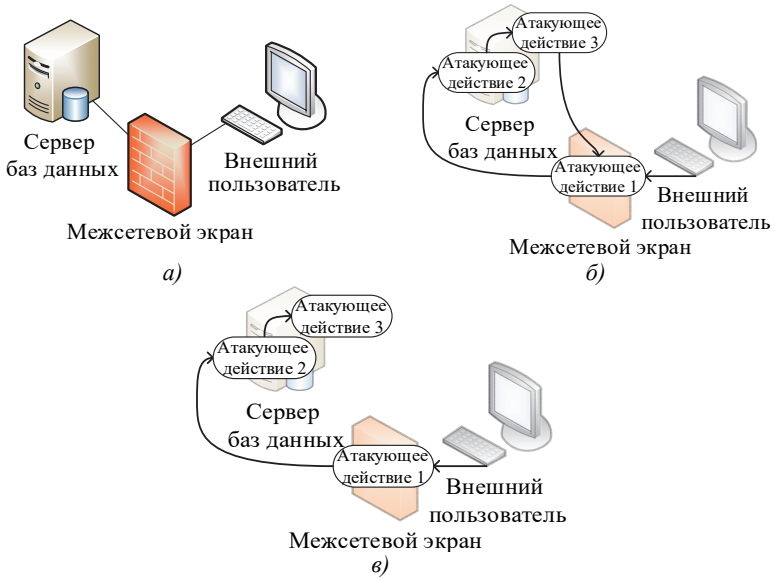 Сервер
баз данных
Внешний
пользователь
Межсетевой экран
а)
Атакующее
действие 3
Атакующее
действие 2
Сервер
баз данных
Атакующее
действие 1
Внешний
пользователь
Межсетевой экран
б)
Атакующее
действие 3
Атакующее
действие 2
Сервер
баз данных
Атакующее
действие 1
Внешний
пользователь
Межсетевой экран
в)